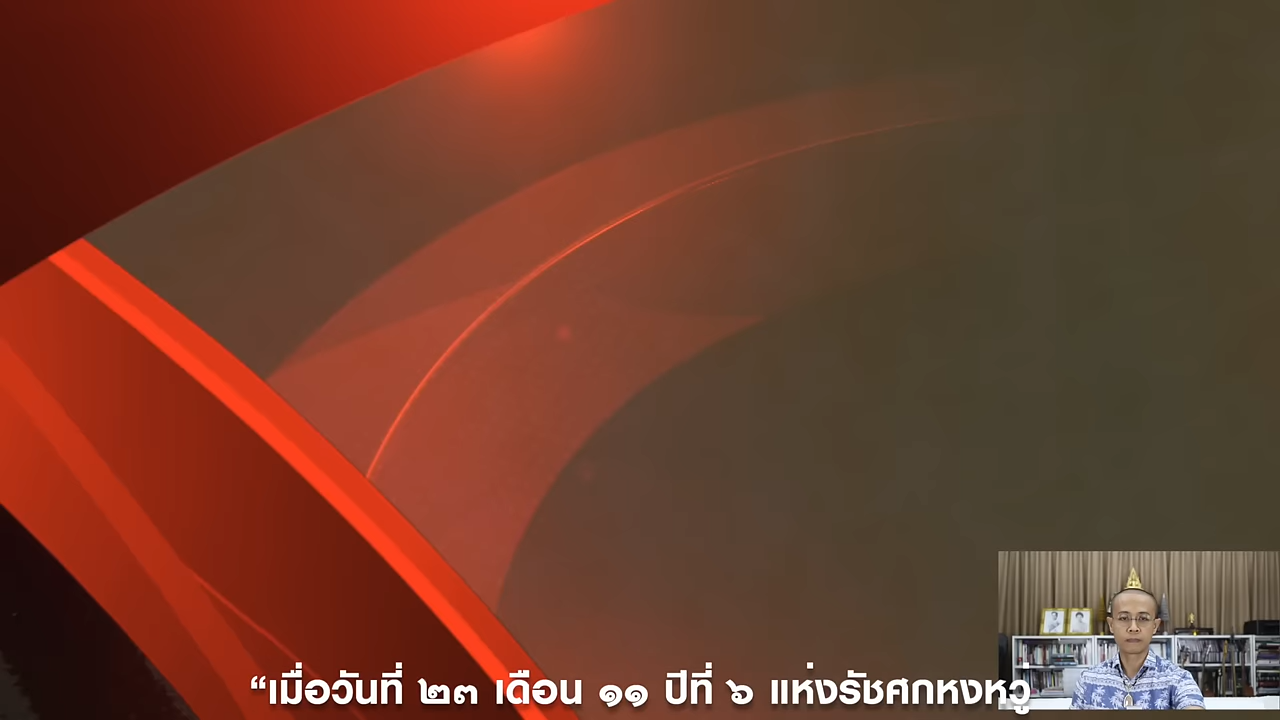 “เมื่อวันที่ ๒๓ เดือน ๑๑ ปีที่ ๖ แห่งรัชศกหงหวู่